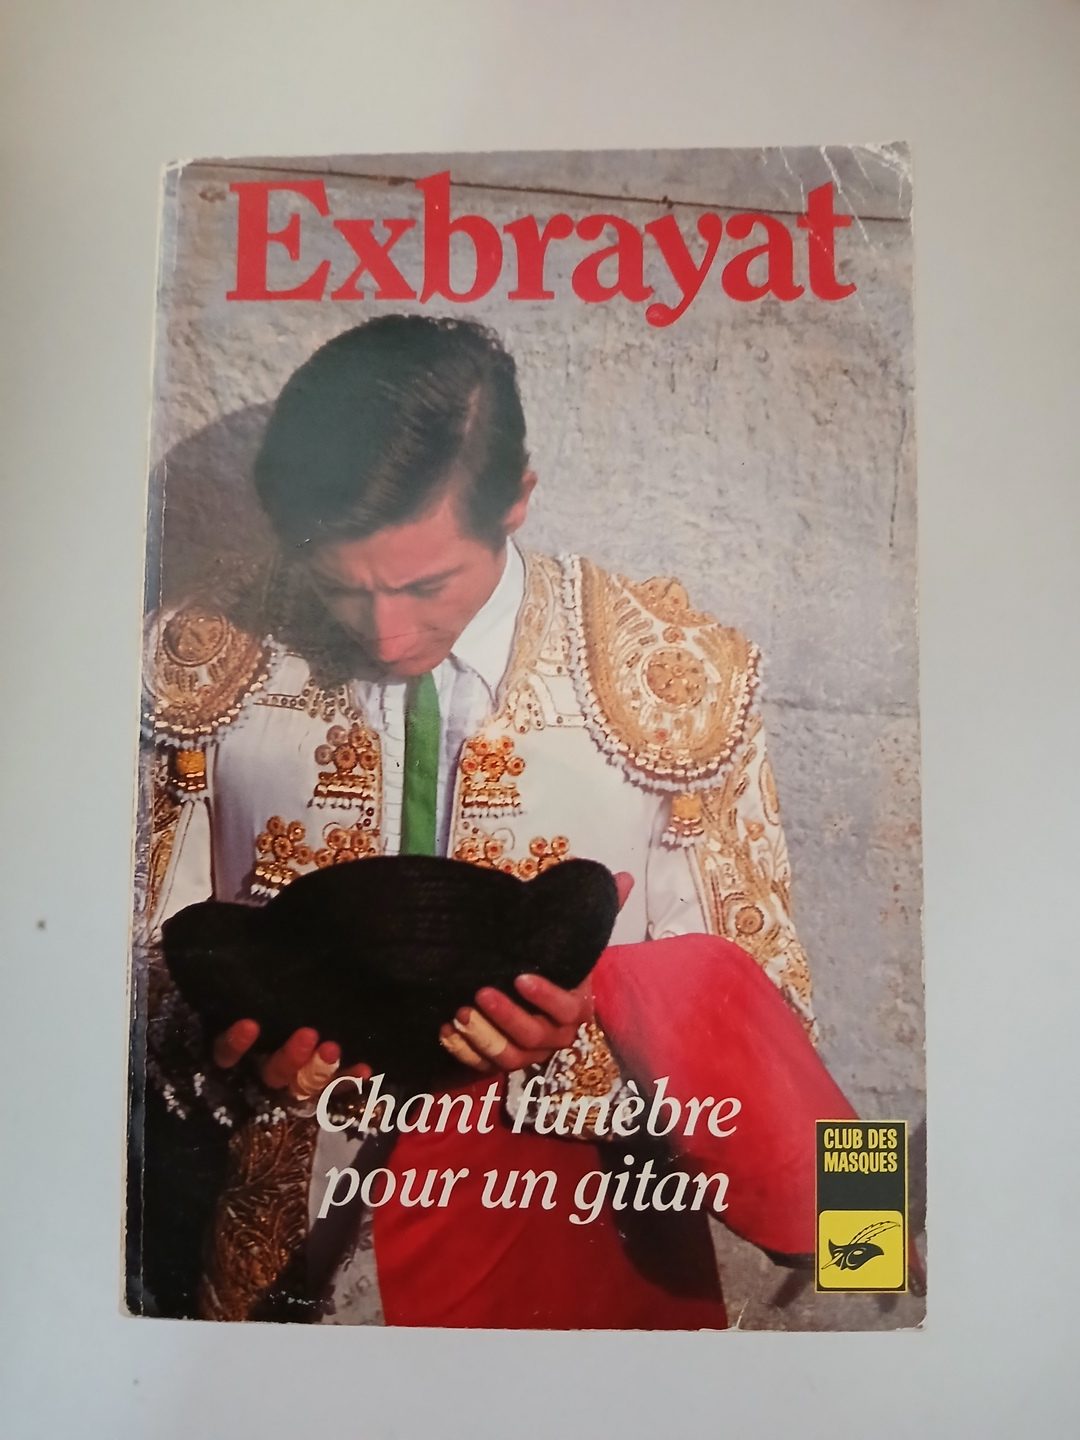 Exbrayat
Chant funèbre
pour un gitan
CLUB DES
MASQUES